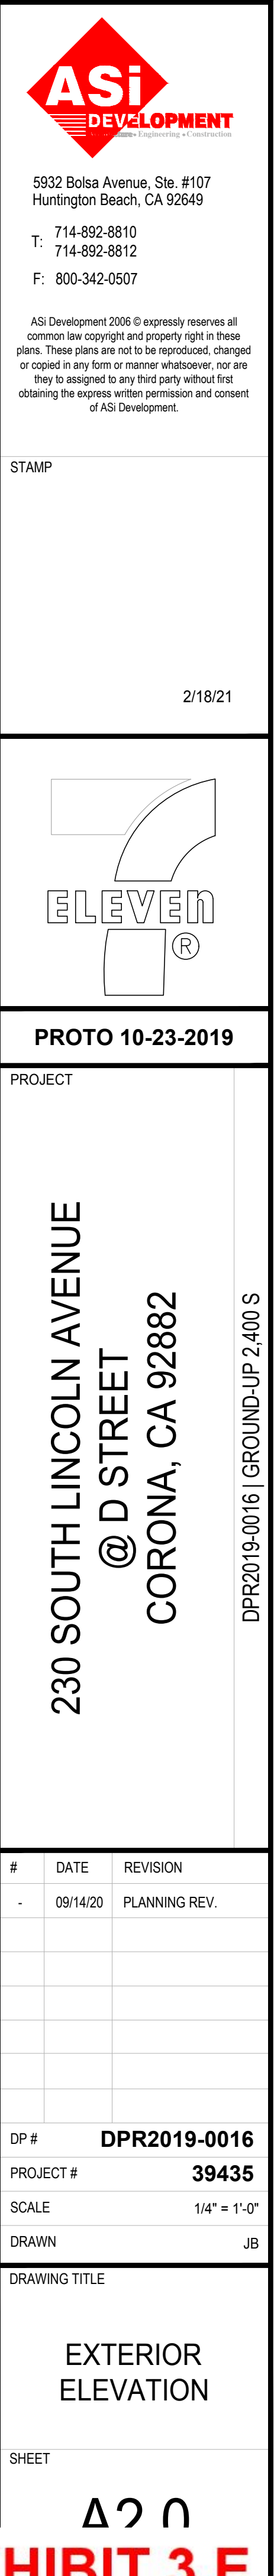 ASi
DEVELOPMENT
Engineering • Construction
5932 Bolsa Avenue, Ste. #107
Huntington Beach, CA 92649
T: 714-892-8810
714-892-8812
F: 800-342-0507
ASi Development 2006 © expressly reserves all
common law copyright and property right in these
plans. These plans are not to be reproduced, changed
or copied in any form or manner whatsoever, nor are
they to assigned to any third party without first
obtaining the express written permission and consent
of ASi Development.
STAMP
2/18/21
7
ELEVEn
®
PROTO 10-23-2019
PROJECT
230 SOUTH LINCOLN AVENUE
@ D STREET
CORONA, CA 92882
DPR2019-0016 | GROUND-UP 2,400 S
# DATE REVISION
- 09/14/20 PLANNING REV.
DP # DPR2019-0016
PROJECT # 39435
SCALE 1/4" = 1'-0"
DRAWN JB
DRAWING TITLE
EXTERIOR
ELEVATION
SHEET
A2.0
HIBIT 3.E